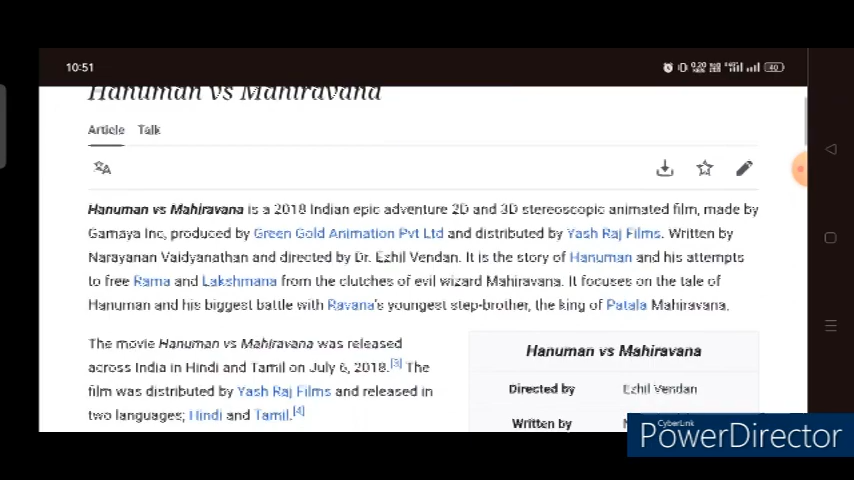 10:51
0.20
40
Hanuman vs Mahiravana
Article Talk
Hanuman vs Mahiravana is a 2018 Indian epic adventure 2D and 3D stereoscopic animated film, made by
Gamaya Inc, produced by Green Gold Animation Pvt Ltd and distributed by Yash Raj Films. Written by
Narayanan Vaidyanathan and directed by Dr. Ezhil Vendan. It is the story of Hanuman and his attempts
to free Rama and Lakshmana from the clutches of evil wizard Mahiravana. It focuses on the tale of
Hanuman and his biggest battle with Ravana's youngest step-brother, the king of Patala Mahiravana.
The movie Hanuman vs Mahiravana was released
across India in Hindi and Tamil on July 6, 2018.[3] The
film was distributed by Yash Raj Films and released in
two languages; Hindi and Tamil.[4]
Hanuman vs Mahiravana
Directed by Ezhil Vendan
Written by
CyberLink
PowerDirector